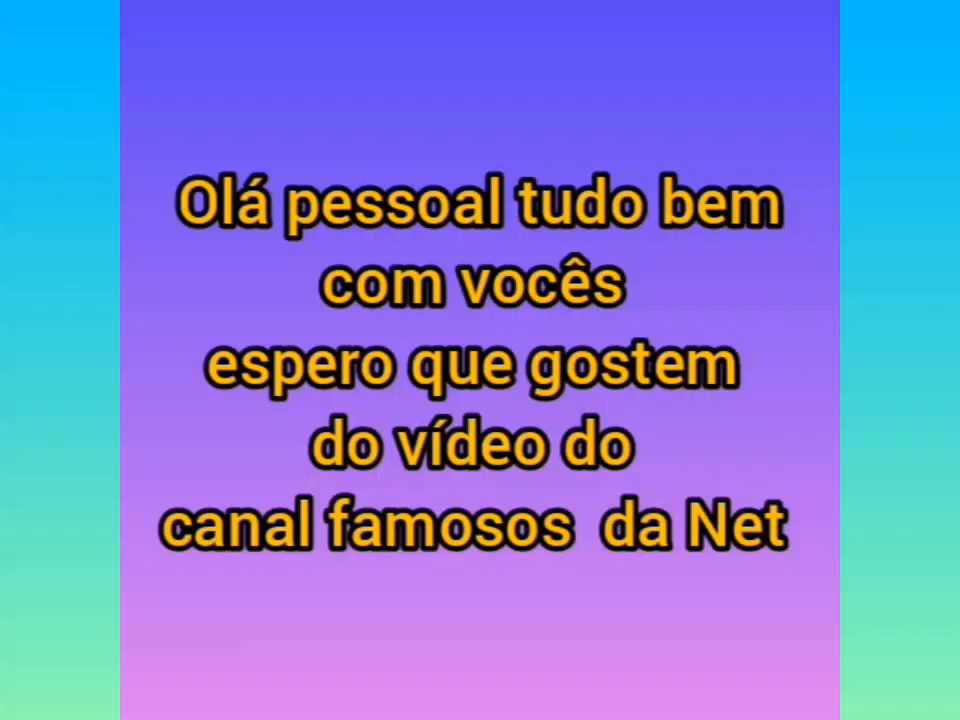 Olá pessoal tudo bem
com vocês
espero que gostem
do vídeo do
canal famosos da Net